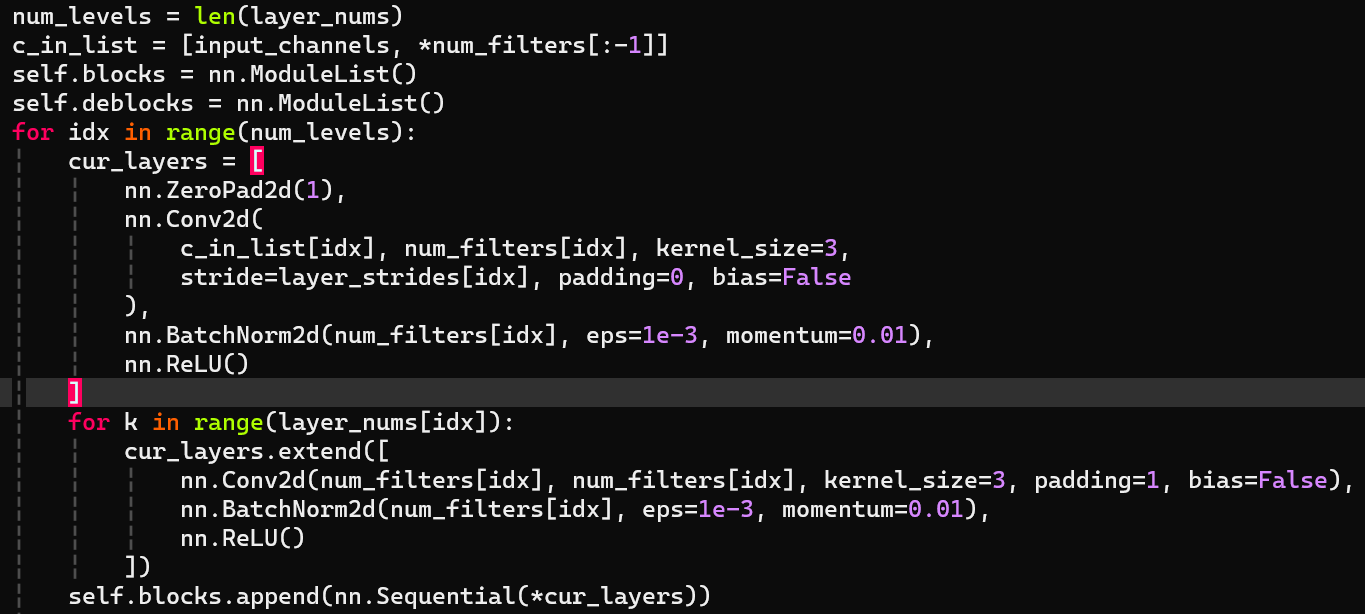 num_levels = len(layer_nums)
c_in_list = [input_channels, *num_filters[:-1]]
self.blocks = nn.ModuleList()
self.deblocks = nn.ModuleList()
for idx in range(num_levels):
    cur_layers = [
        nn.ZeroPad2d(1),
        nn.Conv2d(
            c_in_list[idx], num_filters[idx], kernel_size=3,
            stride=layer_strides[idx], padding=0, bias=False
        ),
        nn.BatchNorm2d(num_filters[idx], eps=1e-3, momentum=0.01),
        nn.ReLU()
    ]
    for k in range(layer_nums[idx]):
        cur_layers.extend([
            nn.Conv2d(num_filters[idx], num_filters[idx], kernel_size=3, padding=1, bias=False),
            nn.BatchNorm2d(num_filters[idx], eps=1e-3, momentum=0.01),
            nn.ReLU()
        ])
    self.blocks.append(nn.Sequential(*cur_layers))